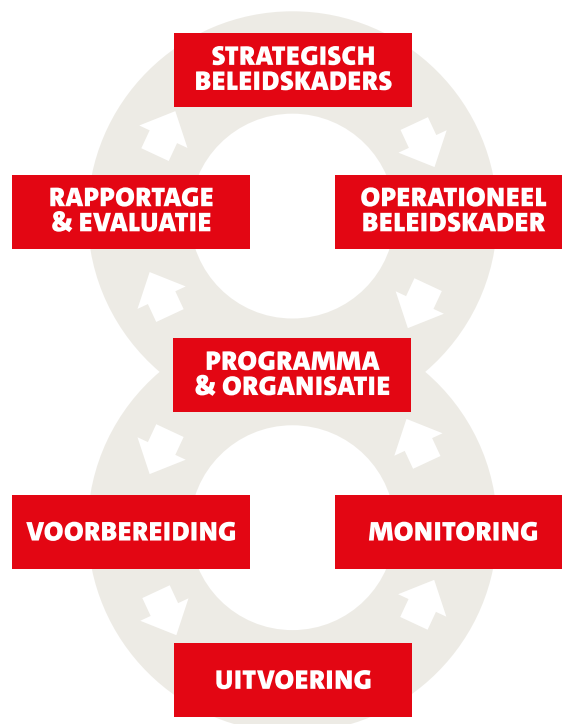 STRATEGISCH
BELEIDSKADERS
RAPPORTAGE
& EVALUATIE
OPERATIONEEL
BELEIDSKADER
PROGRAMMA
& ORGANISATIE
VOORBEREIDING
MONITORING
UITVOERING